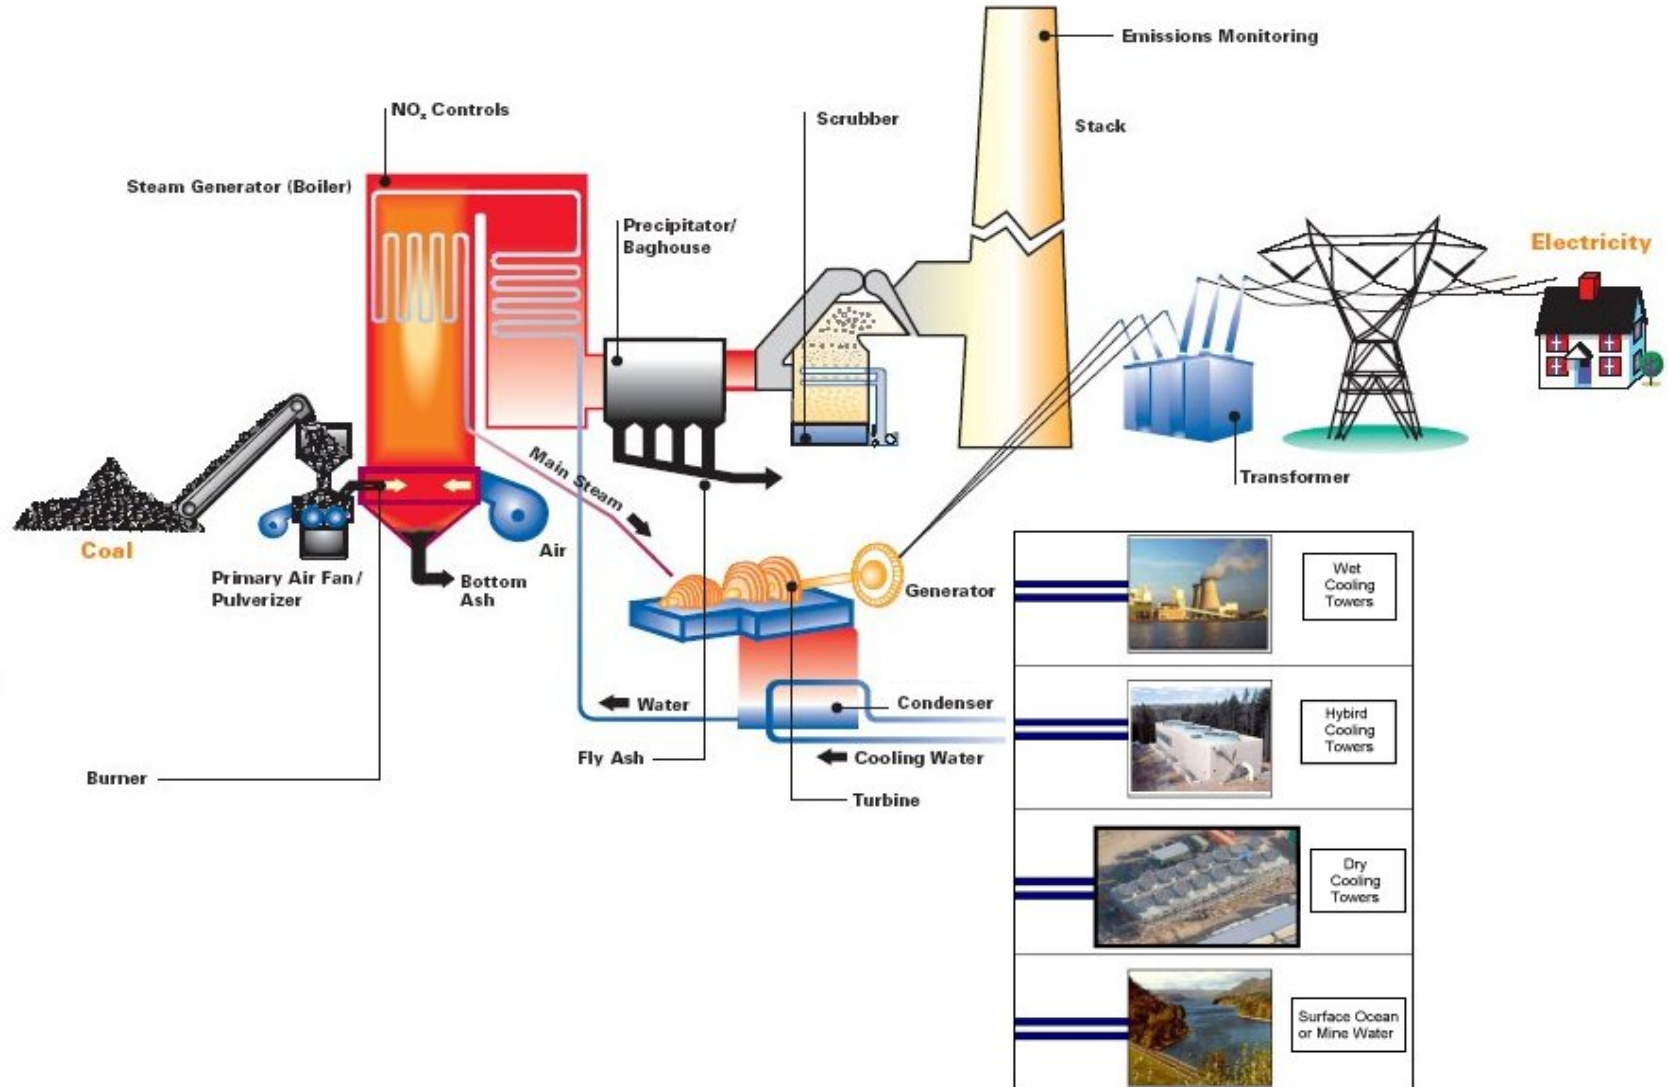 Emissions Monitoring
NOx Controls
Scrubber
Stack
Steam Generator (Boiler)
Precipitator/
Baghouse
Electricity
Main Steam
Transformer
Coal
Air
Primary Air Fan/
Pulverizer
Bottom
Ash
Generator
Water
Condenser
Fly Ash
Cooling Water
Burner
Turbine
Wet
Cooling
Towers
Hybird
Cooling
Towers
Dry
Cooling
Towers
Surface Ocean
or Mine Water